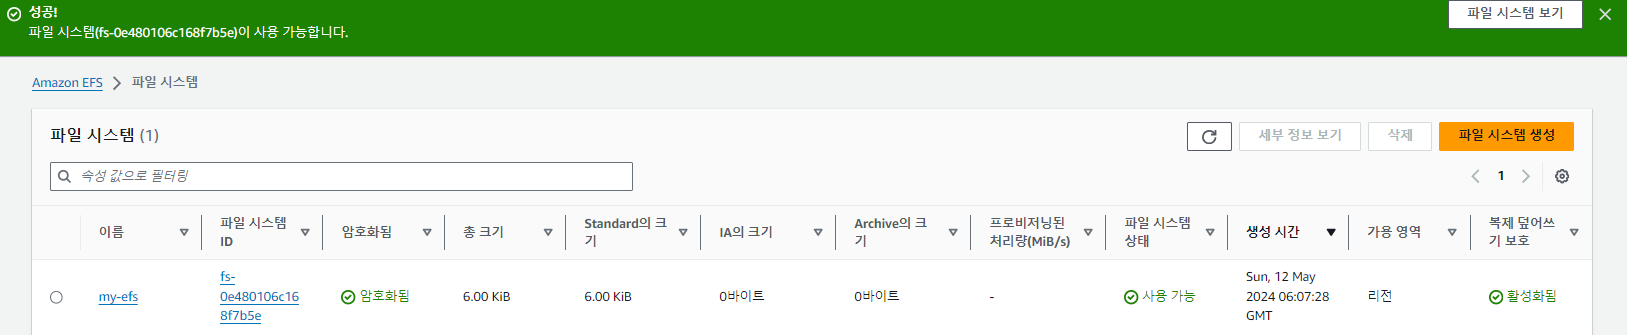 성공!
파일 시스템(fs-0e480106c168f7b5e)이 사용 가능합니다.
파일 시스템 보기
Amazon EFS
파일 시스템
파일 시스템 (1)
세부 정보 보기
삭제
파일 시스템 생성
속성 값으로 필터링
1
이름
파일 시스템
ID
암호화됨
총 크기
Standard의 크
기
IA의 크기
Archive의 크
기
프로비저닝된
처리량(MiB/s)
파일 시스템
상태
생성 시간
가용 영역
복제 덮어쓰
기 보호
my-efs
fs-
0e480106c16
8f7b5e
암호화됨
6.00 KiB
6.00 KiB
0바이트
0바이트
-
사용 가능
Sun, 12 May
2024 06:07:28
GMT
리전
활성화됨